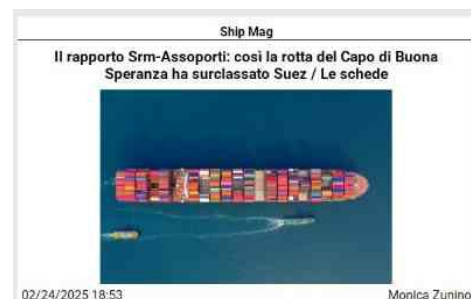 Ship Mag
Il rapporto Srm-Assoporti: così la rotta del Capo di Buona
Speranza ha surclassato Suez / Le schede
02/24/2025 18:53
Monica Zunino